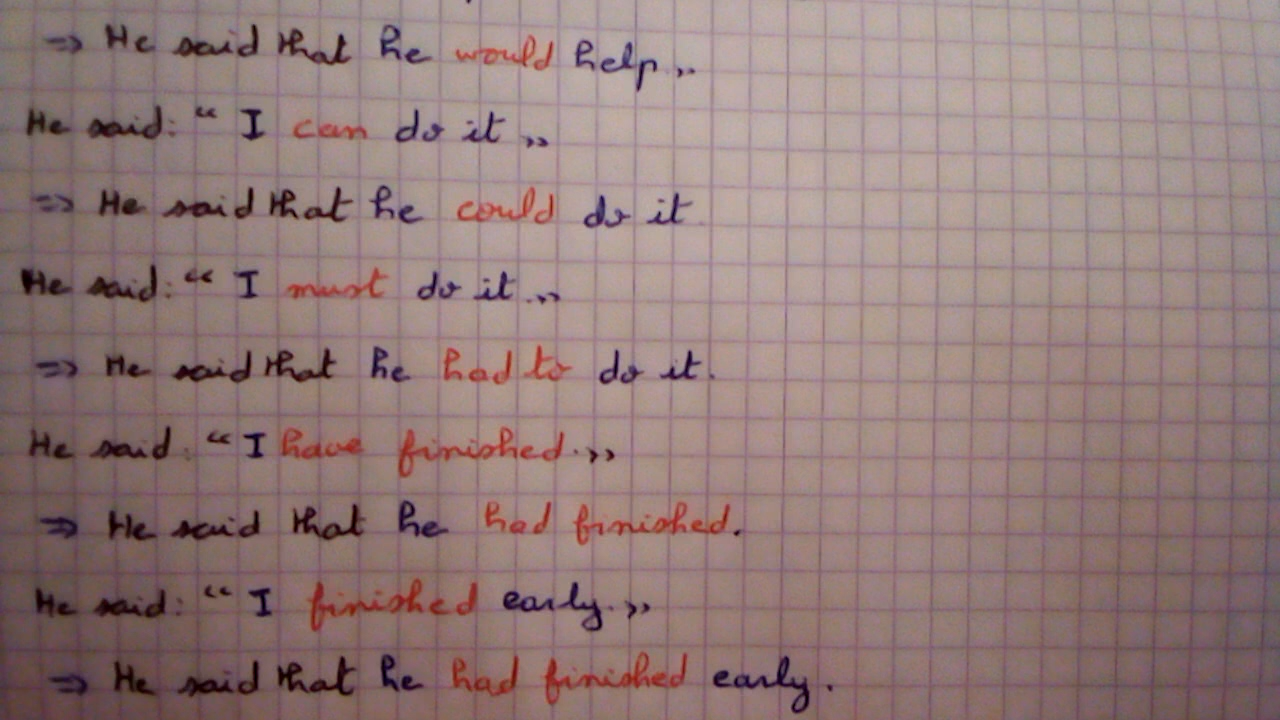 => He said that he would help ,,
He said: “ I can do it ,,
=> He said that he could do it
He said: “ I must do it .,,
=> He said that he had to do it.
He said: “ I have finished.,,
=> He said that he had finished.
He said: “ I finished early.,,
=> He said that he had finished early.